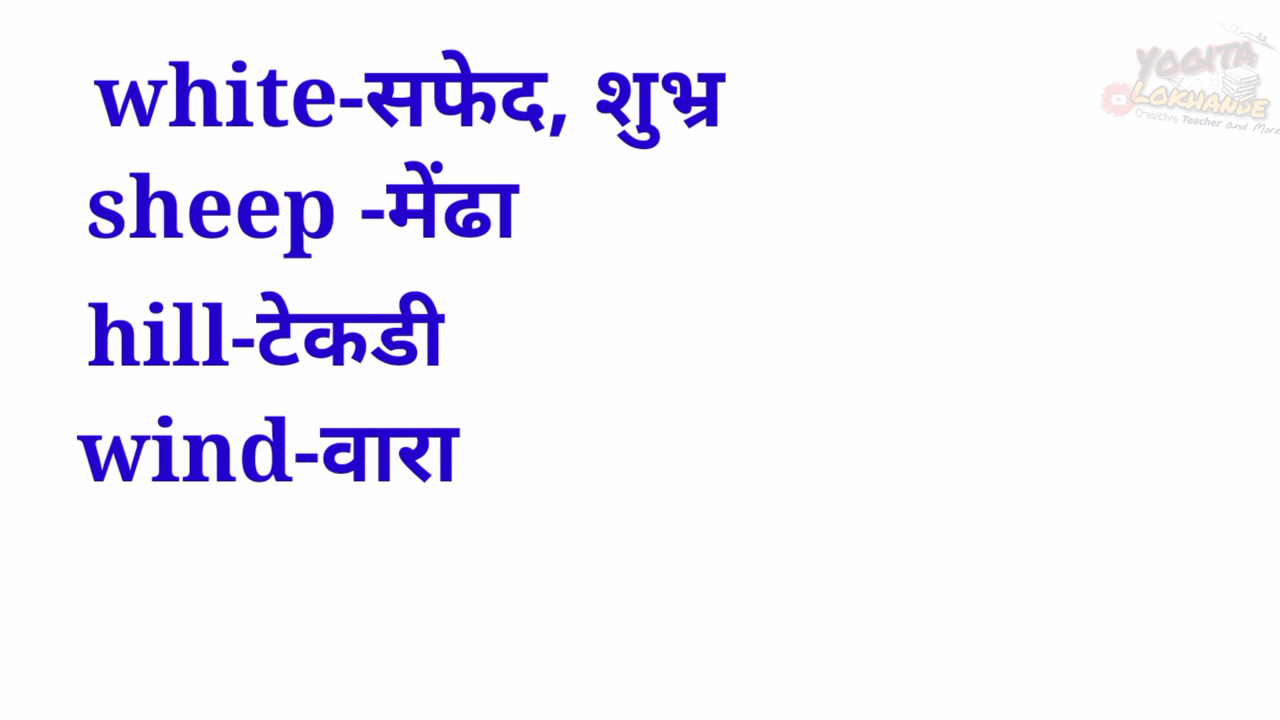 white-सफेद, शुभ्र
sheep -मेंढा
hill-टेकडी
wind-वारा
YOGITA
LOKHANDE
Creative Teacher and More